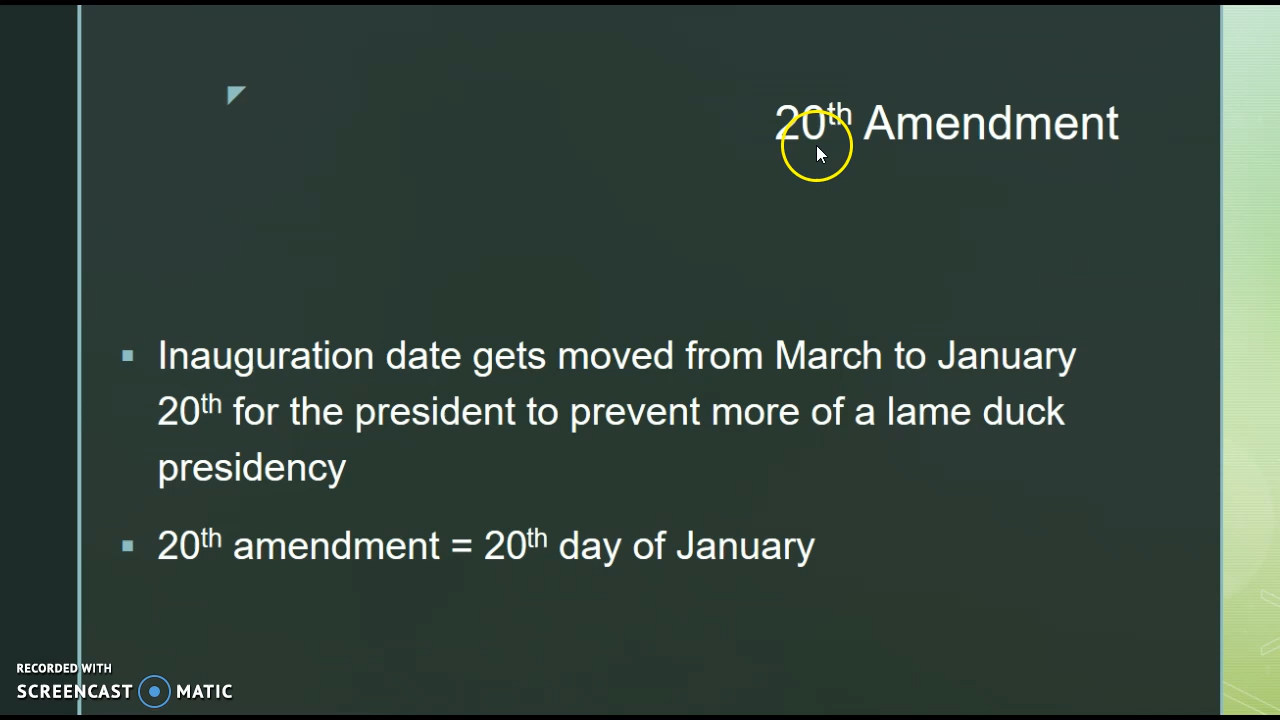 20th Amendment
▪ Inauguration date gets moved from March to January
20th for the president to prevent more of a lame duck
presidency
▪ 20th amendment = 20th day of January
RECORDED WITH
SCREENCAST MATIC